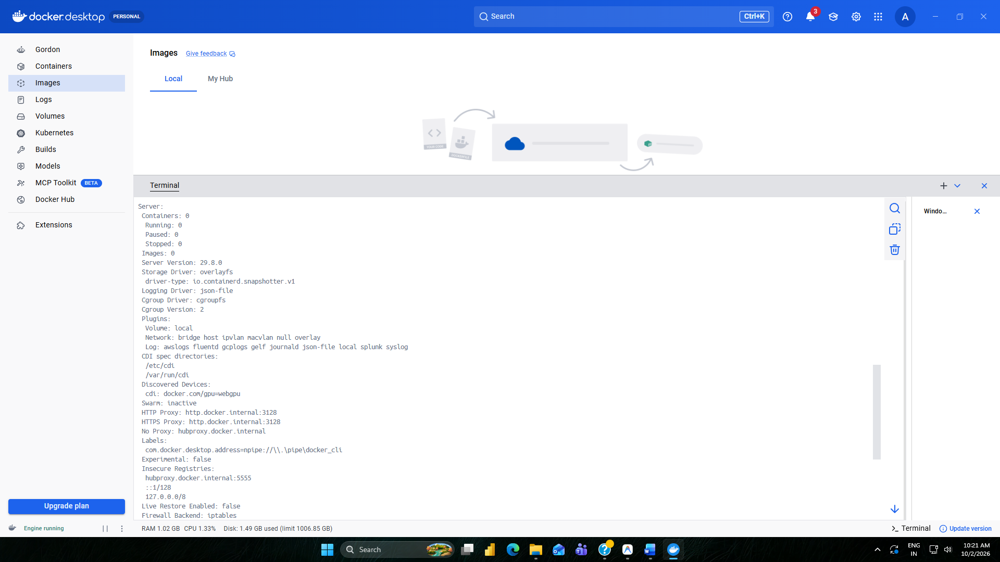 docker.desktop PERSONAL
Search Ctrl+K
3
A
Gordon
Containers
Images
Logs
Volumes
Kubernetes
Builds
Models
MCP Toolkit BETA
Docker Hub
Extensions
Images Give feedback
Local My Hub
YOUR CODE
DOCKERFILE
Terminal
Windo...
Server:
Containers: 0
Running: 0
Paused: 0
Stopped: 0
Images: 0
Server Version: 29.8.0
Storage Driver: overlayfs
driver-type: io.containerd.snapshotter.v1
Logging Driver: json-file
Cgroup Driver: cgroupfs
Cgroup Version: 2
Plugins:
Volume: local
Network: bridge host ipvlan macvlan null overlay
Log: awslogs fluentd gcplogs gelf journald json-file local splunk syslog
CDI spec directories:
/etc/cdi
/var/run/cdi
Discovered Devices:
cdi: docker.com/gpu=webgpu
Swarm: inactive
HTTP Proxy: http.docker.internal:3128
HTTPS Proxy: http.docker.internal:3128
No Proxy: hubproxy.docker.internal
Labels:
com.docker.desktop.address=npipe://\\.\pipe\docker_cli
Experimental: false
Insecure Registries:
hubproxy.docker.internal:5555
::1/128
127.0.0.0/8
Live Restore Enabled: false
Firewall Backend: iptables
Upgrade plan
Engine running
RAM 1.02 GB CPU 1.33% Disk: 1.49 GB used (limit 1006.85 GB)
Terminal
Update version
Search
ENG
IN
10:21 AM
10/2/2026